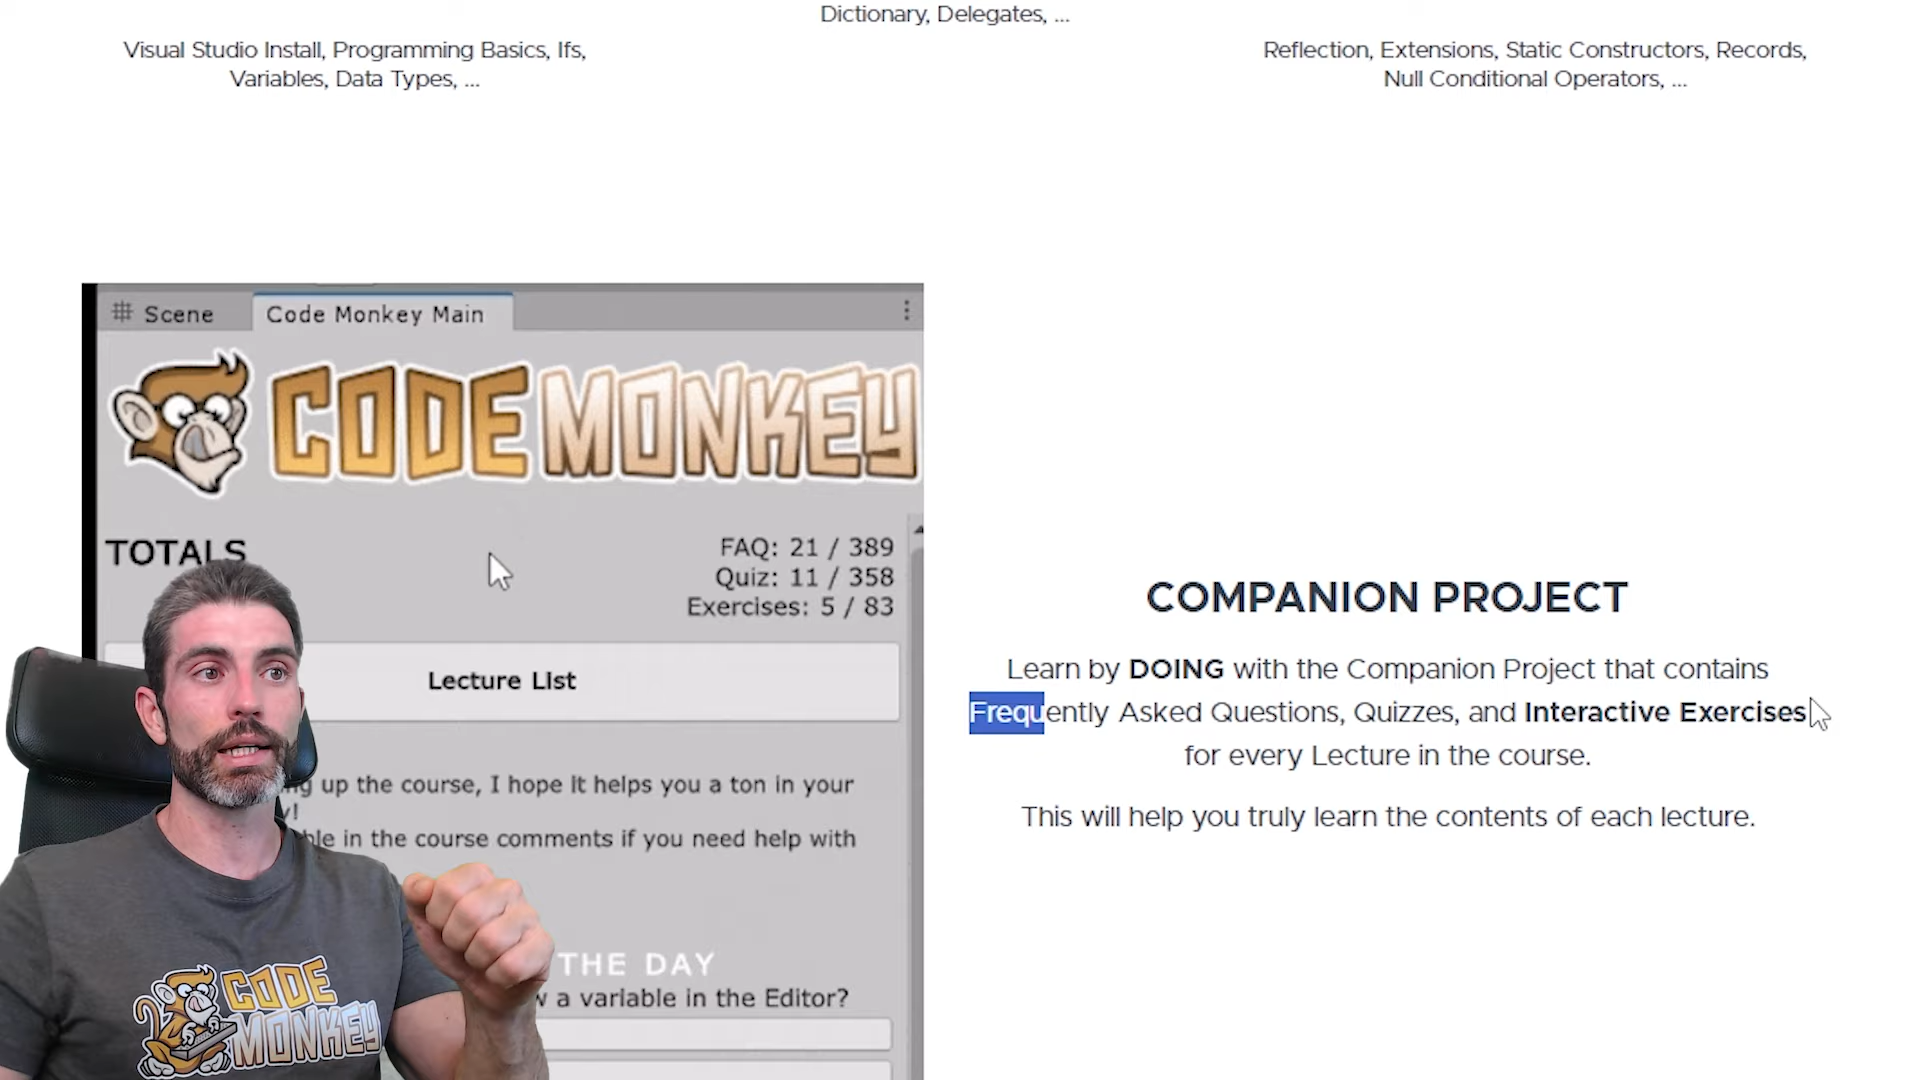 Dictionary, Delegates, ...
Visual Studio Install, Programming Basics, Ifs,
Variables, Data Types, ...
Reflection, Extensions, Static Constructors, Records,
Null Conditional Operators, ...
Scene
Code Monkey Main
CODE MONKEY
TOTALS
FAQ: 21 / 389
Quiz: 11 / 358
Exercises: 5 / 83
Lecture List
up the course, I hope it helps you a ton in your
in the course comments if you need help with
THE DAY
a variable in the Editor?
COMPANION PROJECT
Learn by DOING with the Companion Project that contains
Frequently Asked Questions, Quizzes, and Interactive Exercises
for every Lecture in the course.
This will help you truly learn the contents of each lecture.
CODE
MONKEY